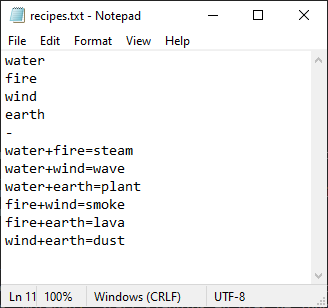 recipes.txt - Notepad
File Edit Format View Help
water
fire
wind
earth
-
water+fire=steam
water+wind=wave
water+earth=plant
fire+wind=smoke
fire+earth=lava
wind+earth=dust
Ln 11 100% Windows (CRLF) UTF-8